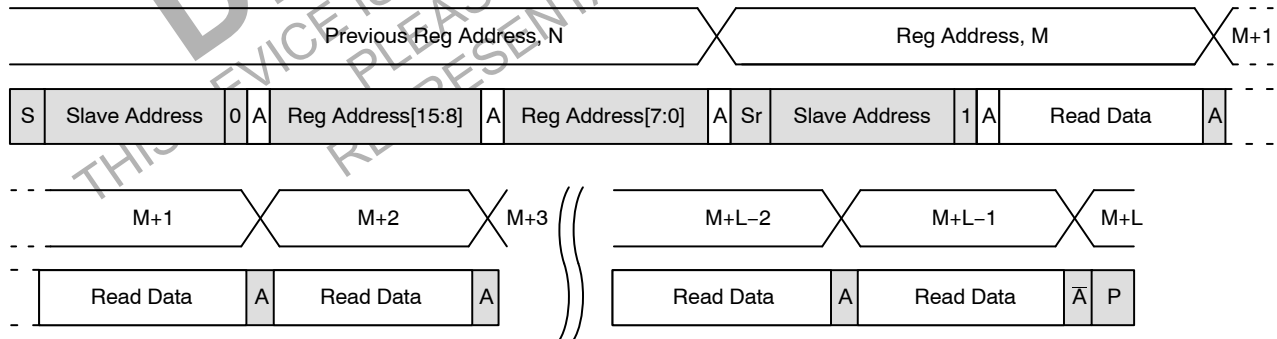 Previous Reg Address, N Reg Address, M M+1
S Slave Address 0 A Reg Address[15:8] A Reg Address[7:0] A Sr Slave Address 1 A Read Data A
M+1 M+2 M+3 M+L−2 M+L−1 M+L
Read Data A Read Data A Read Data A Read Data A̅ P